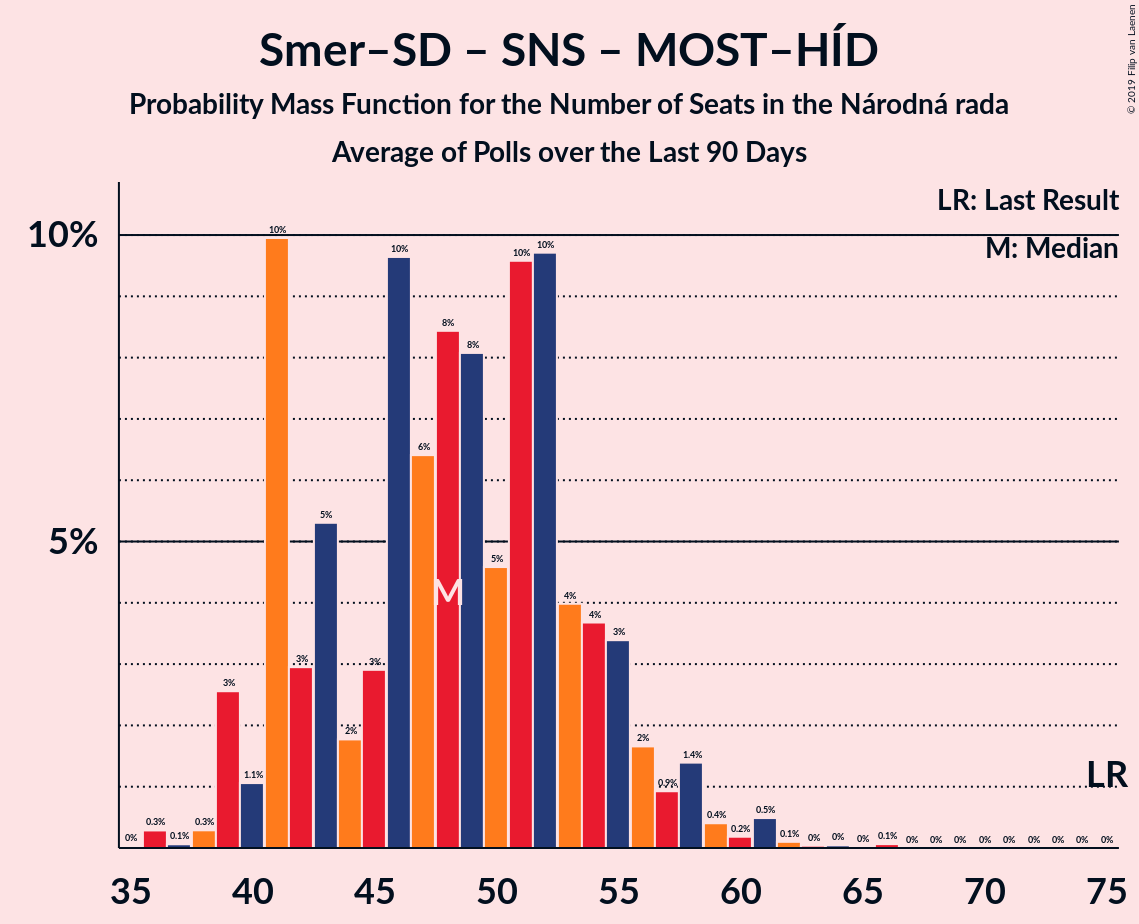 Smer–SD – SNS – MOST–HÍD
Probability Mass Function for the Number of Seats in the Národná rada
Average of Polls over the Last 90 Days
© 2019 Filip van Laenen
LR: Last Result
M: Median
10%
5%
0% 0.3% 0.1% 0.3% 3% 1.1% 10% 3% 5% 2% 3% 10% 6% 8% 8% 5% 10% 10% 4% 4% 3% 2% 0.9% 1.4% 0.4% 0.2% 0.5% 0.1% 0% 0% 0% 0.1% 0% 0% 0% 0% 0% 0% 0% 0% 0%
M
LR
35 40 45 50 55 60 65 70 75